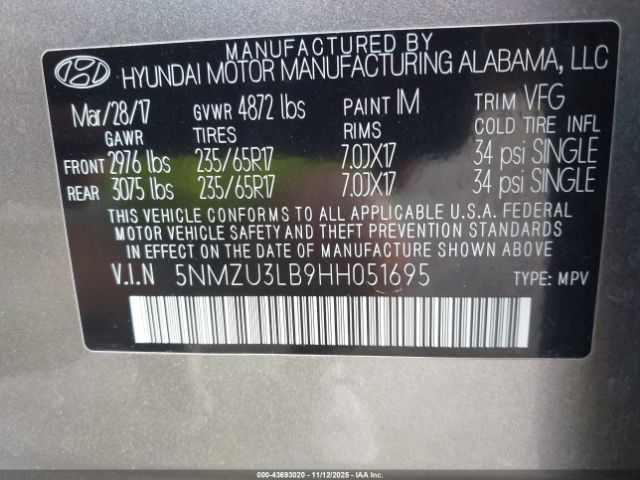 MANUFACTURED BY
HYUNDAI MOTOR MANUFACTURING ALABAMA, LLC
Mar/28/17 GVWR 4872 lbs PAINT IM TRIM VFG
GAWR TIRES RIMS COLD TIRE INFL
FRONT 2976 lbs 235/65R17 7.0JX17 34 psi SINGLE
REAR 3075 lbs 235/65R17 7.0JX17 34 psi SINGLE
THIS VEHICLE CONFORMS TO ALL APPLICABLE U.S.A. FEDERAL
MOTOR VEHICLE SAFETY AND THEFT PREVENTION STANDARDS
IN EFFECT ON THE DATE OF MANUFACTURE SHOWN ABOVE.
V.I.N 5NMZU3LB9HH051695 TYPE: MPV
000-43693020 - 11/12/2025 - IAAI.COM